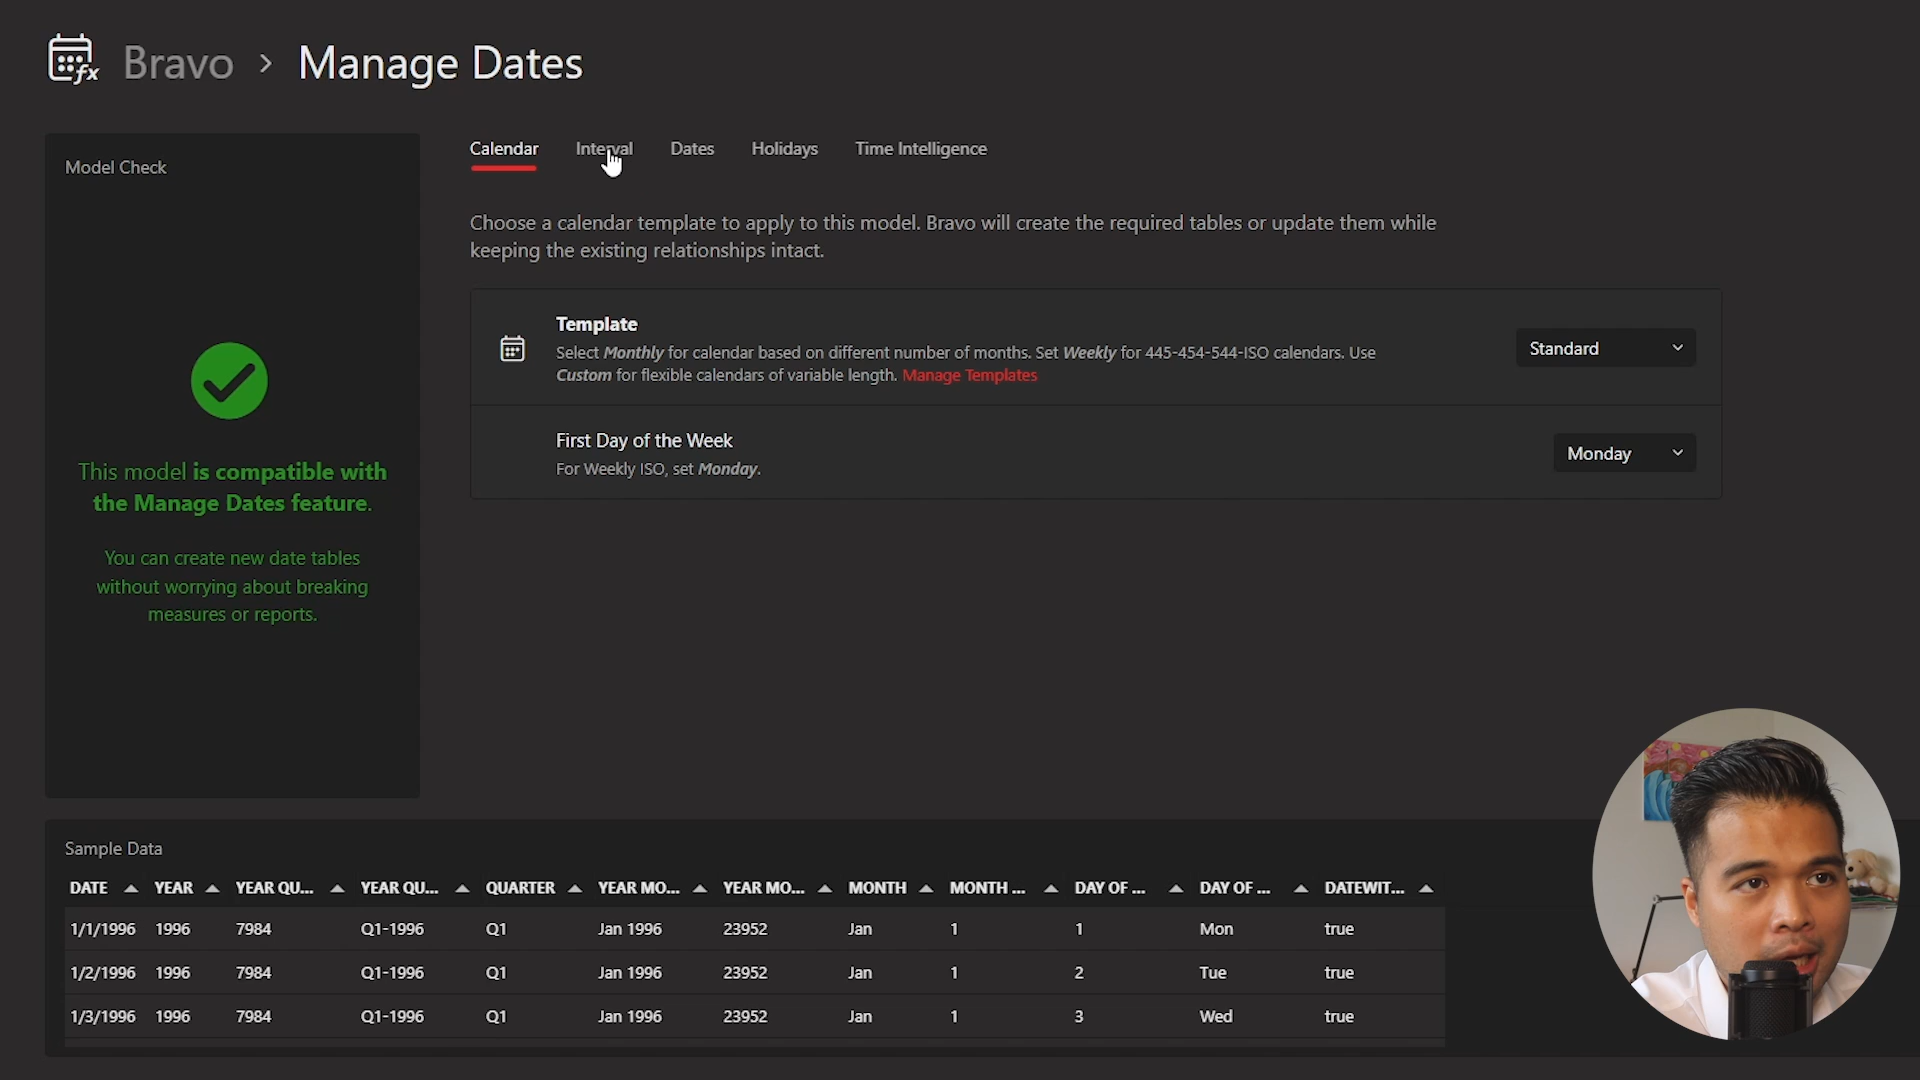 Bravo > Manage Dates
Model Check
This model is compatible with
the Manage Dates feature.
You can create new date tables
without worrying about breaking
measures or reports.
Calendar Interval Dates Holidays Time Intelligence
Choose a calendar template to apply to this model. Bravo will create the required tables or update them while
keeping the existing relationships intact.
Template
Select Monthly for calendar based on different number of months. Set Weekly for 445-454-544-ISO calendars. Use
Custom for flexible calendars of variable length. Manage Templates
Standard
First Day of the Week
For Weekly ISO, set Monday.
Monday
Sample Data
DATE YEAR YEAR QU... YEAR QU... QUARTER YEAR MO... YEAR MO... MONTH MONTH ... DAY OF ... DAY OF ... DATEWIT...
1/1/1996 1996 7984 Q1-1996 Q1 Jan 1996 23952 Jan 1 1 Mon true
1/2/1996 1996 7984 Q1-1996 Q1 Jan 1996 23952 Jan 1 2 Tue true
1/3/1996 1996 7984 Q1-1996 Q1 Jan 1996 23952 Jan 1 3 Wed true